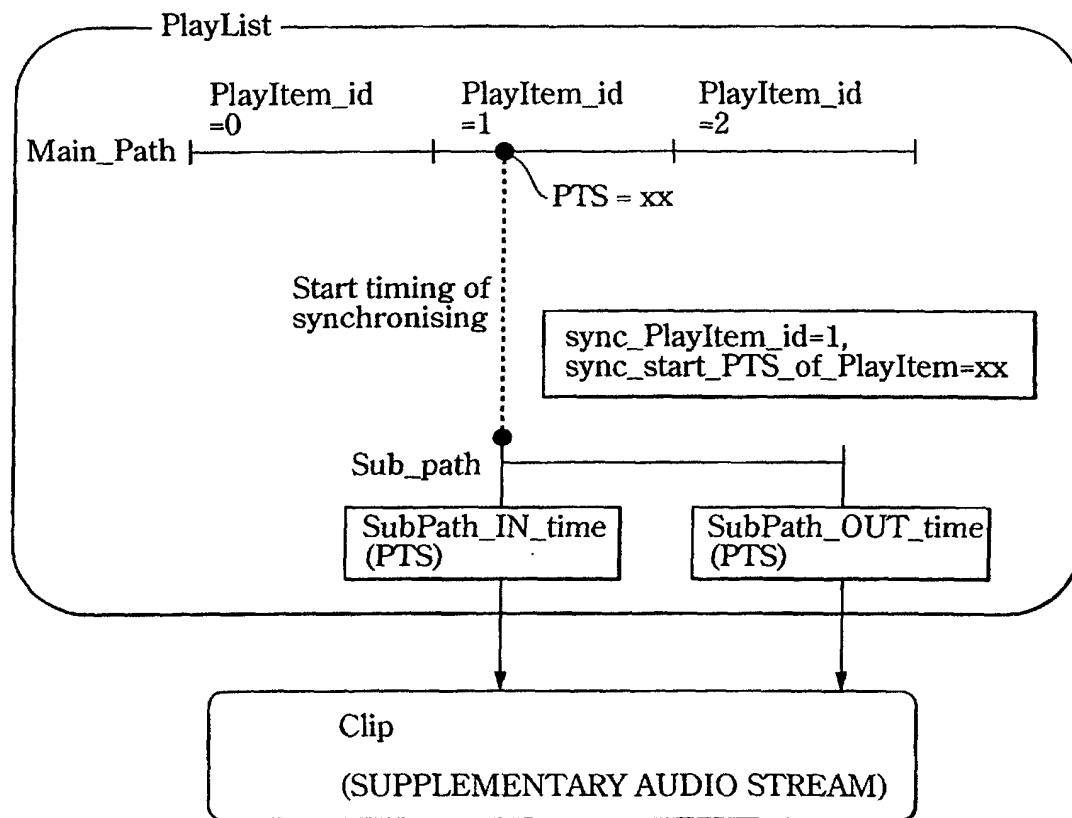 PlayList
PlayItem_id
=0
PlayItem_id
=1
PlayItem_id
=2
Main_Path
PTS = xx
Start timing of
synchronising
sync_PlayItem_id=1,
sync_start_PTS_of_PlayItem=xx
Sub_path
SubPath_IN_time
(PTS)
SubPath_OUT_time
(PTS)
Clip
(SUPPLEMENTARY AUDIO STREAM)